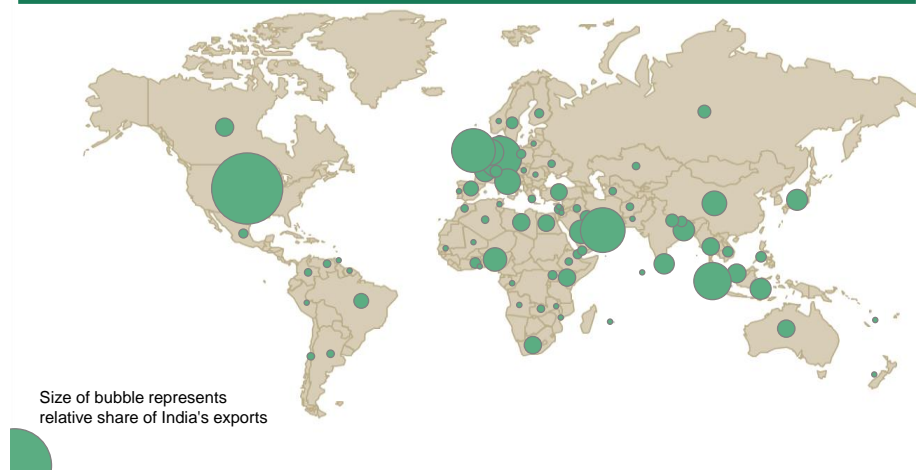 Size of bubble represents
relative share of India's exports